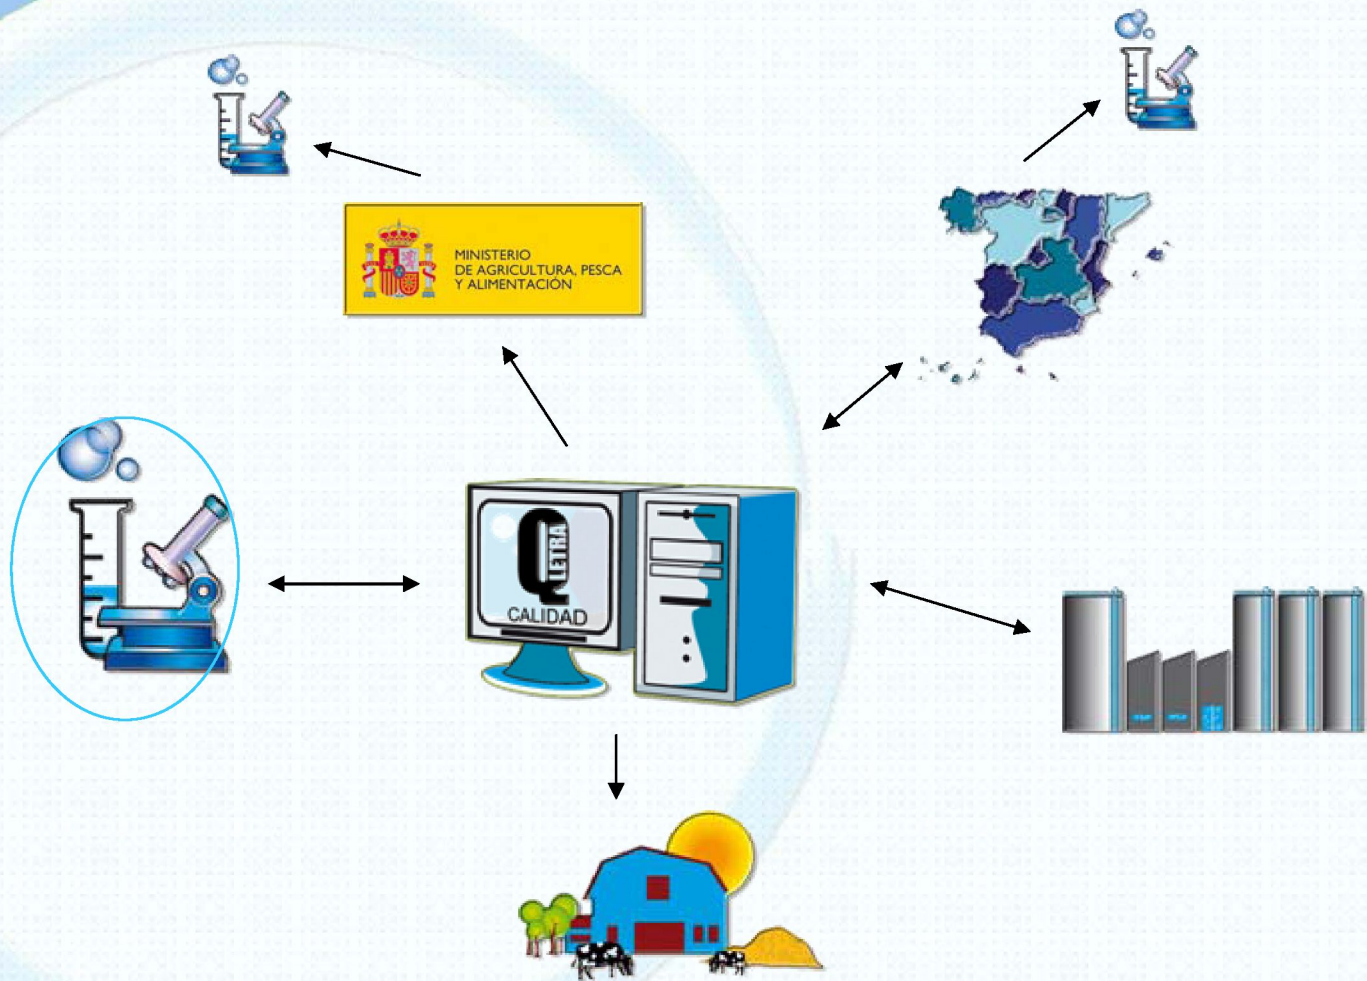 MINISTERIO
DE AGRICULTURA, PESCA
Y ALIMENTACIÓN
Q
LETRA
CALIDAD